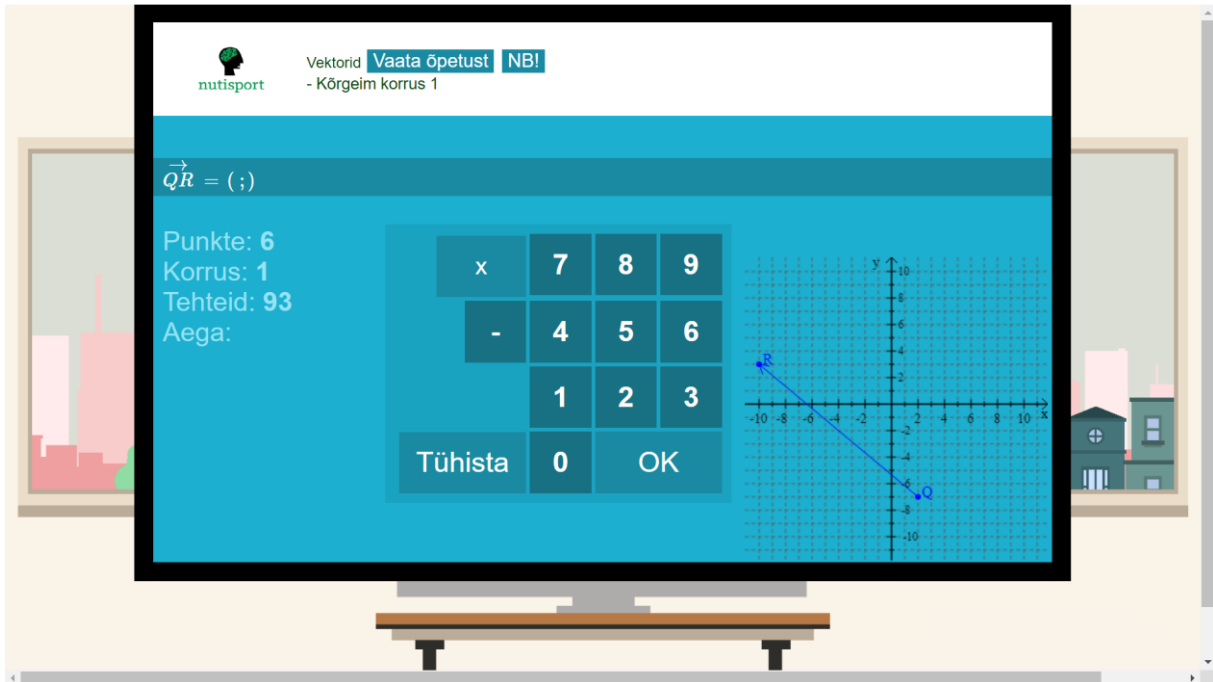 nutisport
Vektorid Vaata õpetust NB!
- Kõrgeim korrus 1
QR = ( ; )
Punkte: 6
Korrus: 1
Tehteid: 93
Aega:
x 7 8 9
- 4 5 6
1 2 3
Tühista 0 OK
y
10
8
6
4
R
2
-10 -8 -6 -4 -2 2 4 6 8 10 x
-2
-4
-6
Q
-8
-10